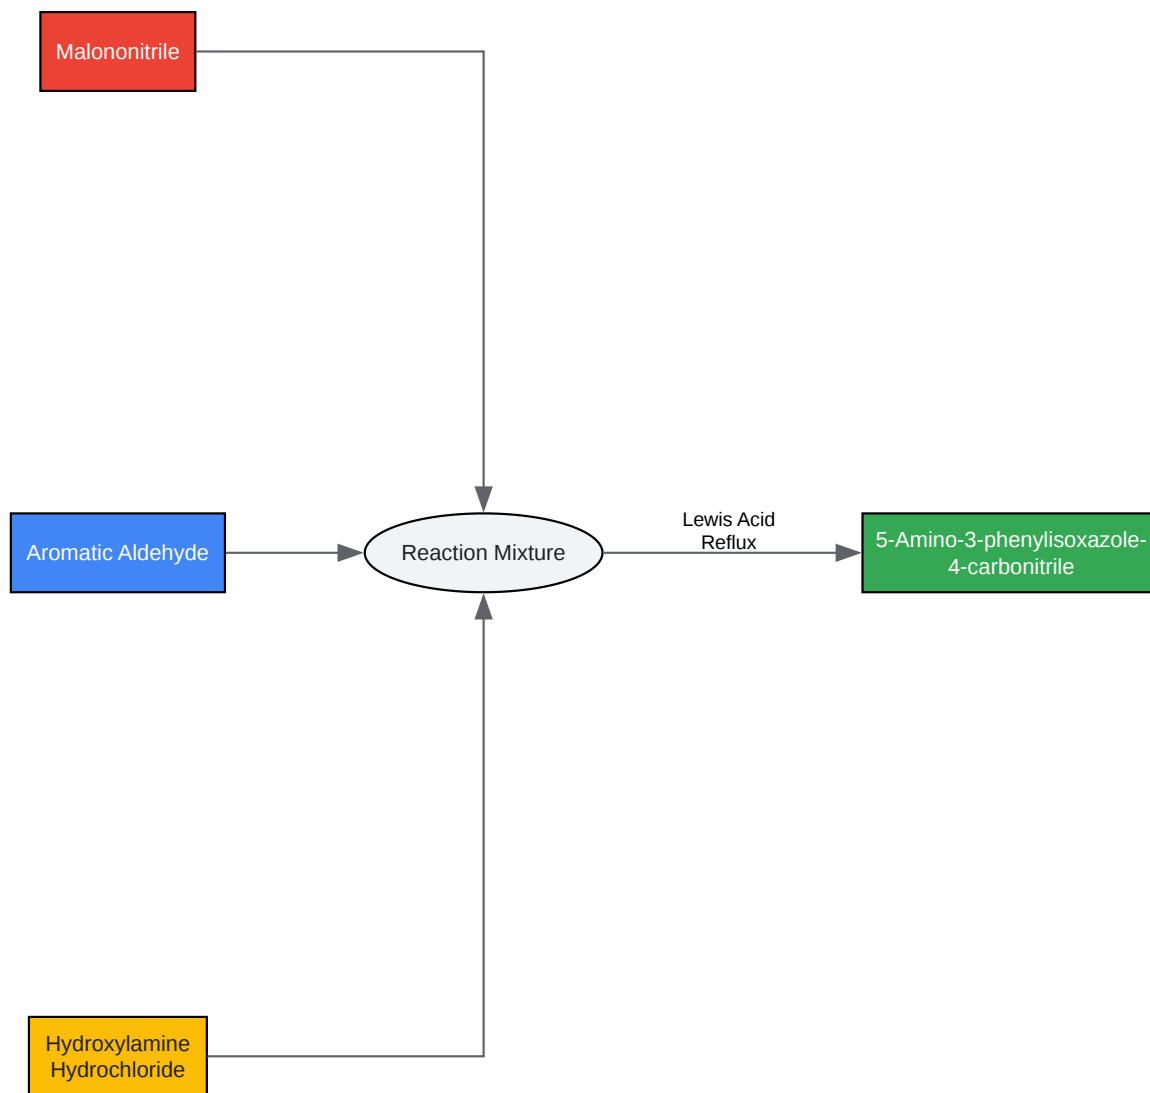 Malononitrile
Aromatic Aldehyde
Reaction Mixture
Lewis Acid
Reflux
5-Amino-3-phenylisoxazole-
4-carbonitrile
Hydroxylamine
Hydrochloride